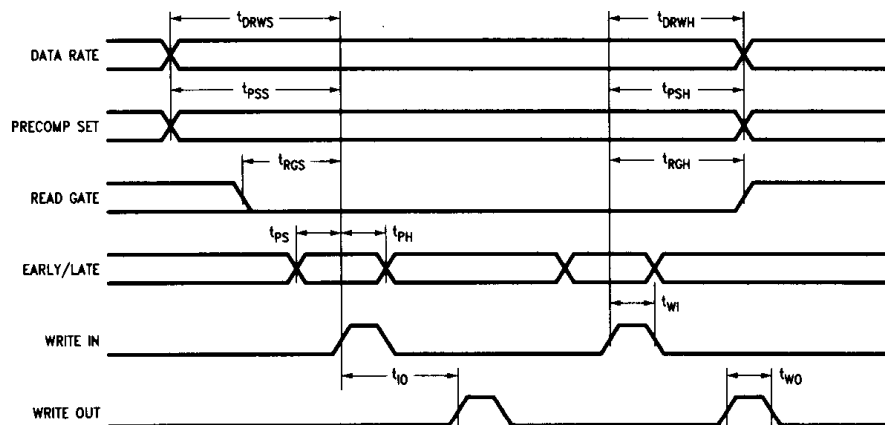 tDRWS tDRWH
DATA RATE
tPSS tPSH
PRECOMP SET
tRGS tRGH
READ GATE
tPS tPH
EARLY/LATE
tWI
WRITE IN
tIO tWO
WRITE OUT